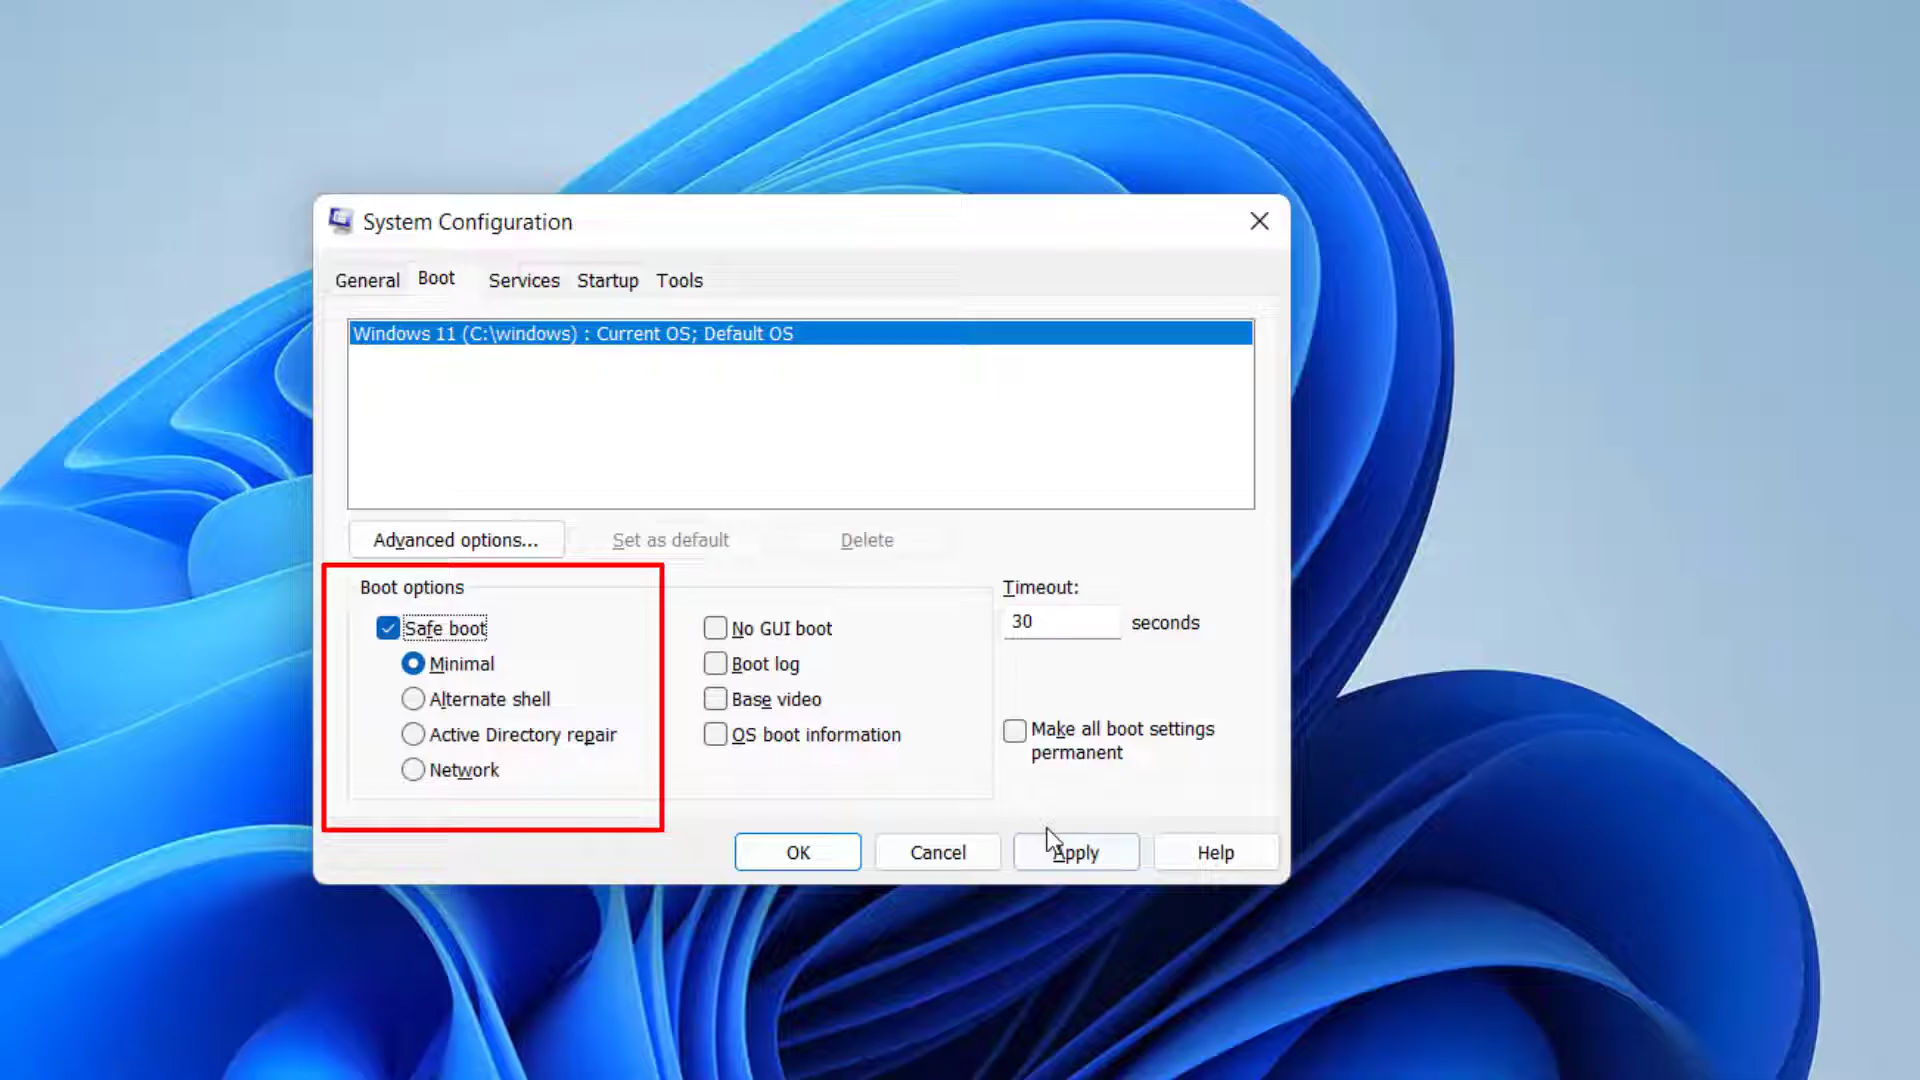 System Configuration
General Boot Services Startup Tools
Windows 11 (C:\windows) : Current OS; Default OS
Advanced options... Set as default Delete
Boot options
Safe boot
Minimal
Alternate shell
Active Directory repair
Network
No GUI boot
Boot log
Base video
OS boot information
Timeout:
30 seconds
Make all boot settings
permanent
OK Cancel Apply Help